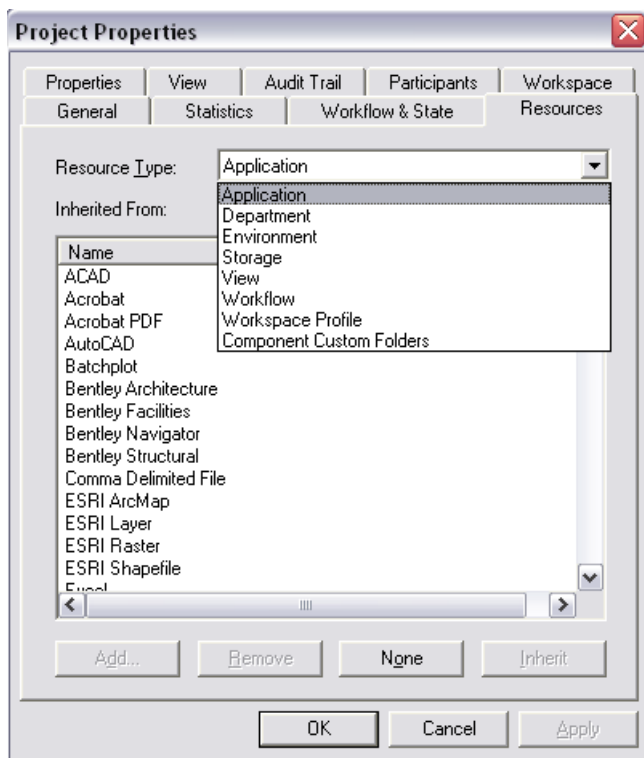 Project Properties
Properties View Audit Trail Participants Workspace
General Statistics Workflow & State Resources
Resource Type: Application
Application
Inherited From:
Department
Environment
Name
Storage
ACAD
View
Acrobat
Workflow
Acrobat PDF
Workspace Profile
AutoCAD
Component Custom Folders
Batchplot
Bentley Architecture
Bentley Facilities
Bentley Navigator
Bentley Structural
Comma Delimited File
ESRI ArcMap
ESRI Layer
ESRI Raster
ESRI Shapefile
Excel
Add... Remove None Inherit
OK Cancel Apply